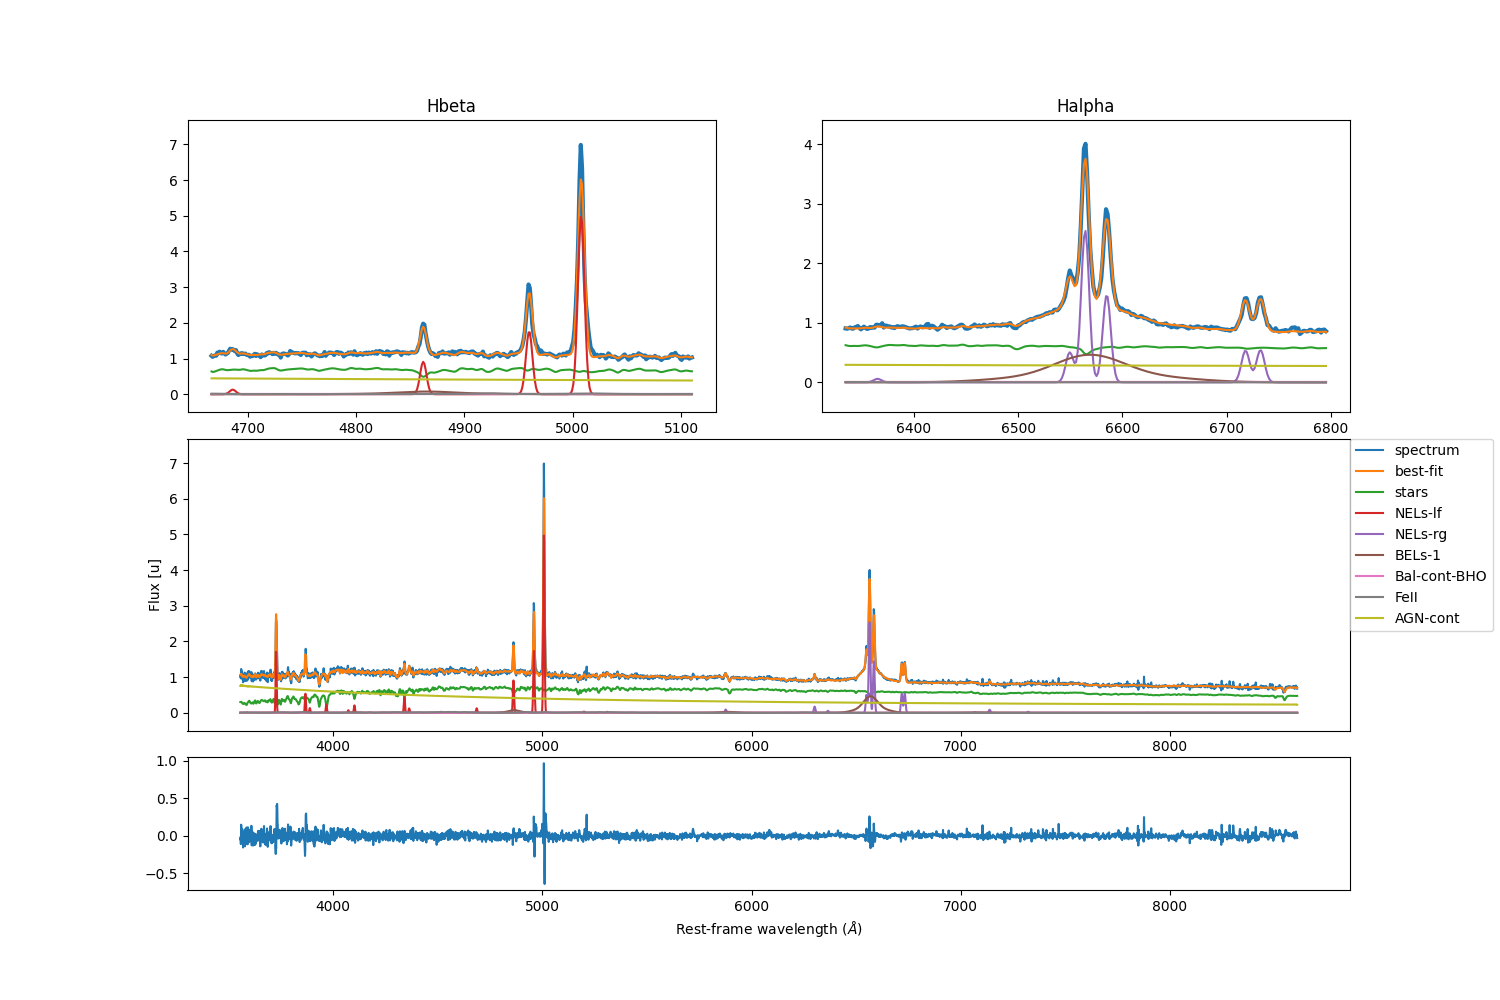 Hbeta
Halpha
7
6
5
4
3
2
1
0
4700 4800 4900 5000 5100
4
3
2
1
0
6400 6500 6600 6700 6800
Flux [u]
7
6
5
4
3
2
1
0
4000 5000 6000 7000 8000
spectrum
best-fit
stars
NELs-lf
NELs-rg
BELs-1
Bal-cont-BHO
FeII
AGN-cont
1.0
0.5
0.0
−0.5
4000 5000 6000 7000 8000
Rest-frame wavelength (Å)